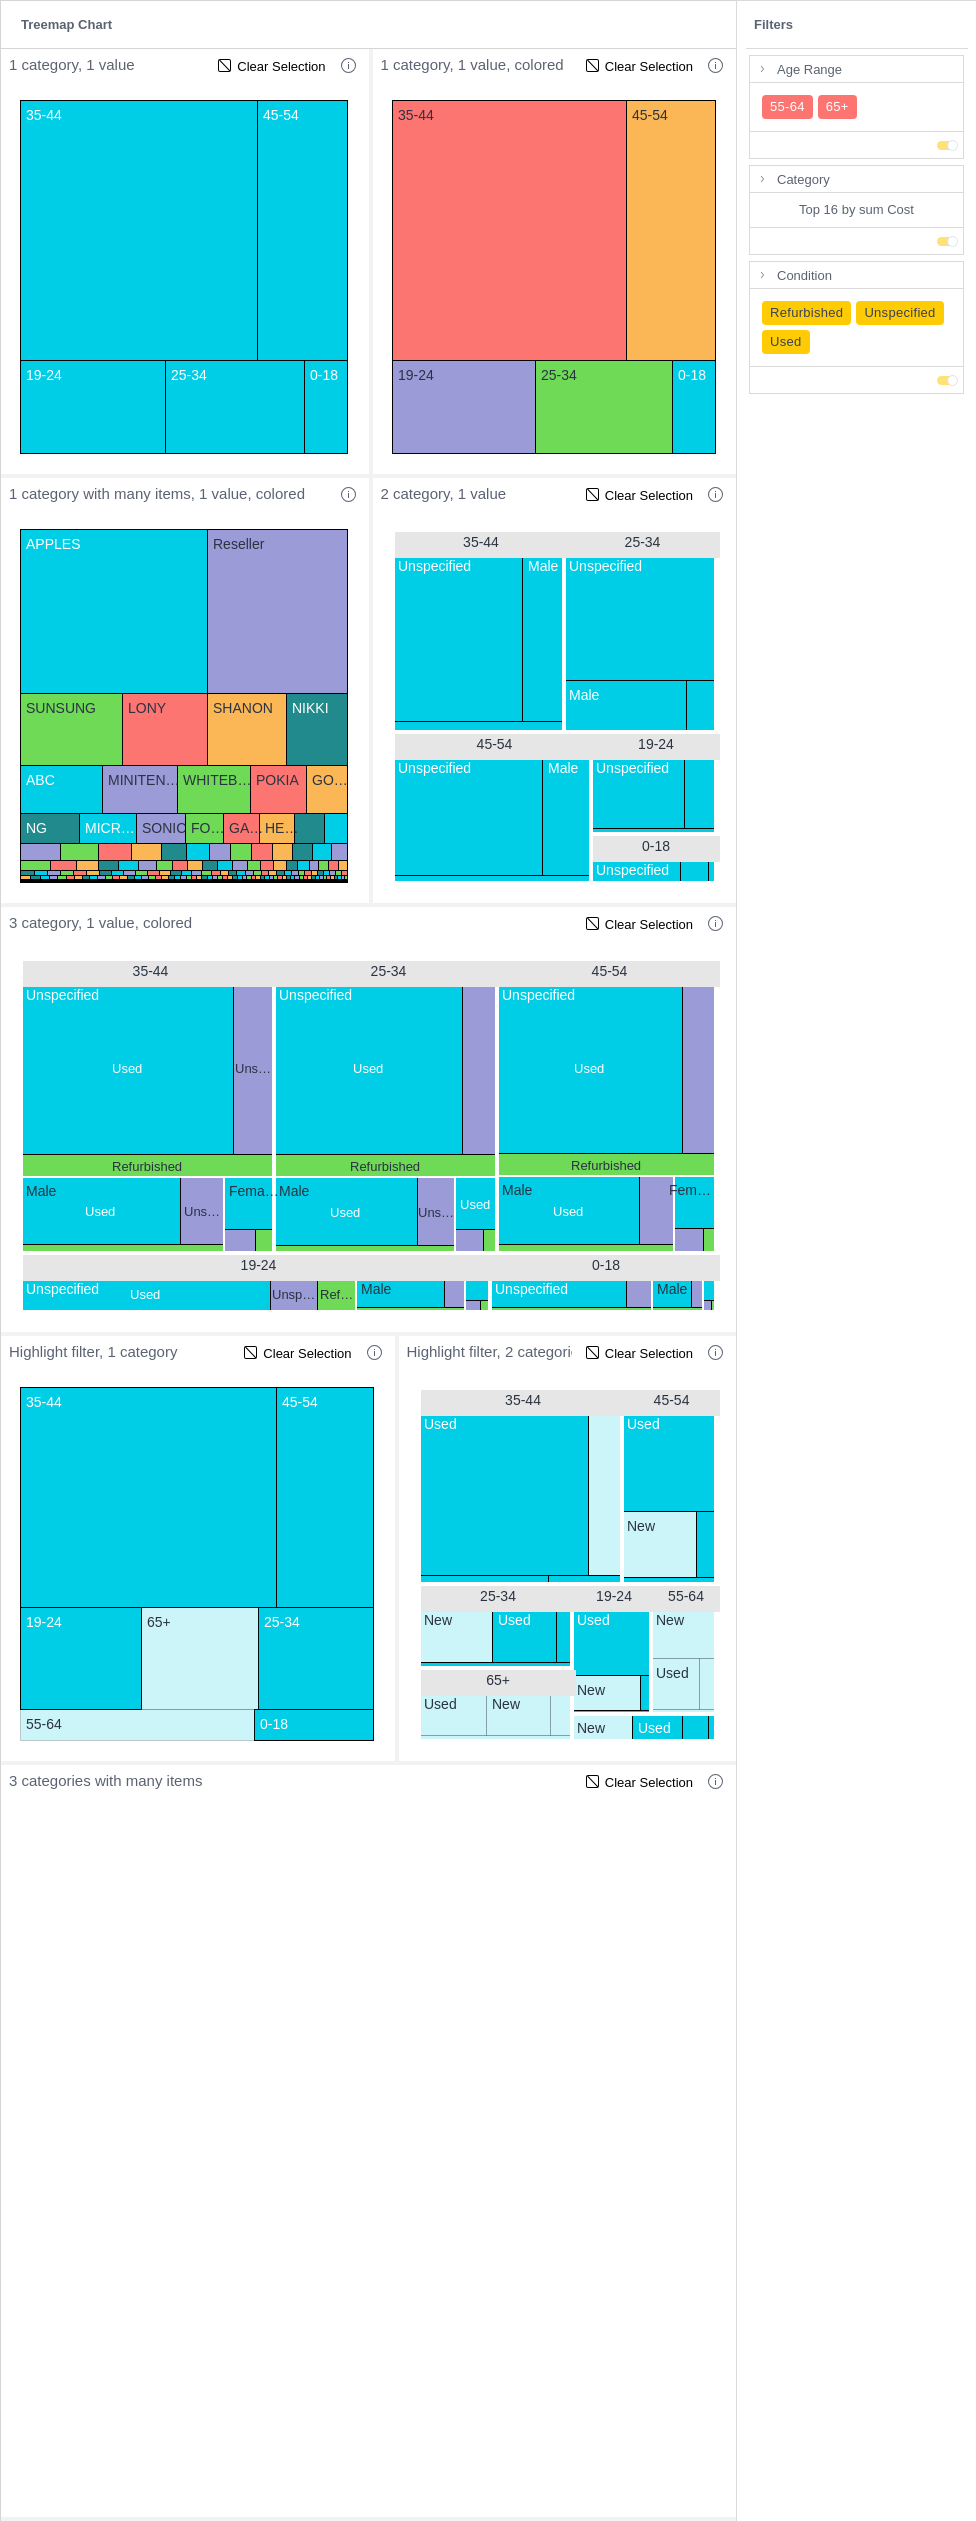 Treemap Chart
Filters
1 category, 1 value
Clear Selection
35-44
45-54
19-24
25-34
0-18
1 category, 1 value, colored
Clear Selection
35-44
45-54
19-24
25-34
0-18
Age Range
55-64 65+
Category
Top 16 by sum Cost
Condition
Refurbished Unspecified
Used
1 category with many items, 1 value, colored
APPLES Reseller
SUNSUNG LONY SHANON NIKKI
ABC MINITEN... WHITEB... POKIA GO...
NG MICR... SONIC FO... GA... HE...
2 category, 1 value
Clear Selection
35-44 25-34
Unspecified Male Unspecified
Male
45-54 19-24
Unspecified Male Unspecified
0-18
Unspecified
3 category, 1 value, colored
Clear Selection
35-44 25-34 45-54
Unspecified Unspecified Unspecified
Used Uns... Used Used
Refurbished Refurbished Refurbished
Male Fema... Male Male Fem...
Used Uns... Used Uns... Used Used
19-24 0-18
Unspecified Used Unsp... Ref... Male Unspecified Male
Highlight filter, 1 category
Clear Selection
35-44 45-54
19-24 65+ 25-34
55-64 0-18
Highlight filter, 2 categori
Clear Selection
35-44 45-54
Used Used
New
25-34 19-24 55-64
New Used Used New
Used
65+ New
Used New
New Used
3 categories with many items
Clear Selection